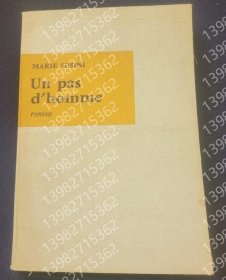 MARIE SUSINI
Un pas
d'homme
roman
13982715362